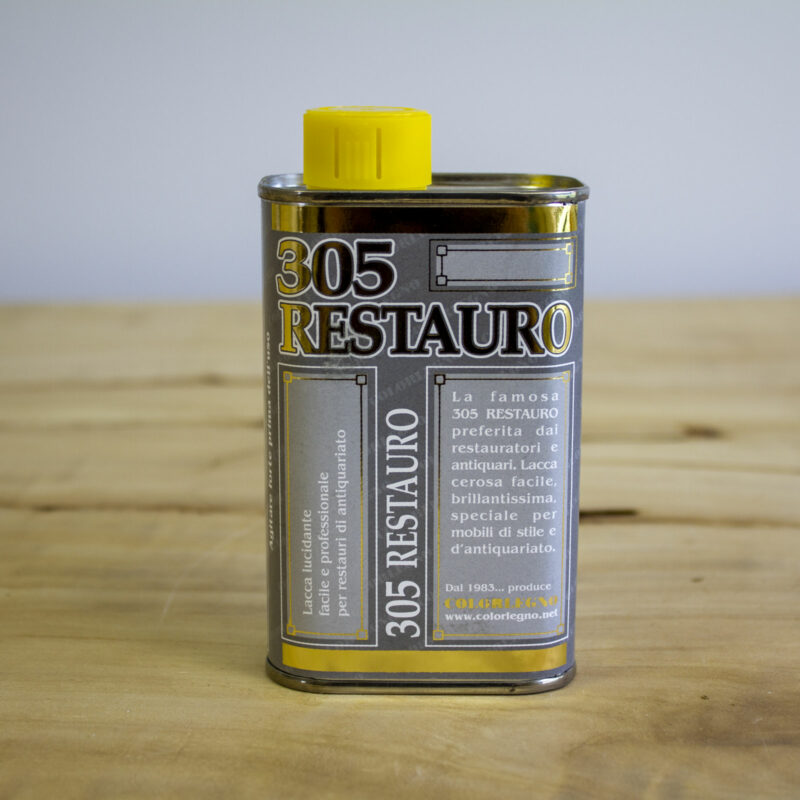 305
RESTAURO
Agitare forte prima dell'uso
Lacca lucidante
facile e professionale
per restauri di antiquariato
305 RESTAURO
La famosa
305 RESTAURO
preferita dai
restauratori e
antiquari. Lacca
cerosa facile,
brillantissima,
speciale per
mobili di stile e
d'antiquariato.
Dal 1983... produce
COLORLEGNO
www.colorlegno.net